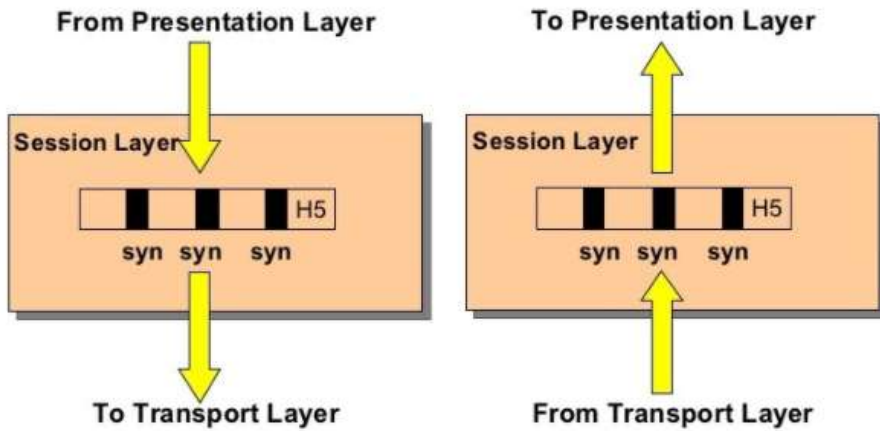 From Presentation Layer
Session Layer
H5
syn syn syn
To Transport Layer
To Presentation Layer
Session Layer
H5
syn syn syn
From Transport Layer